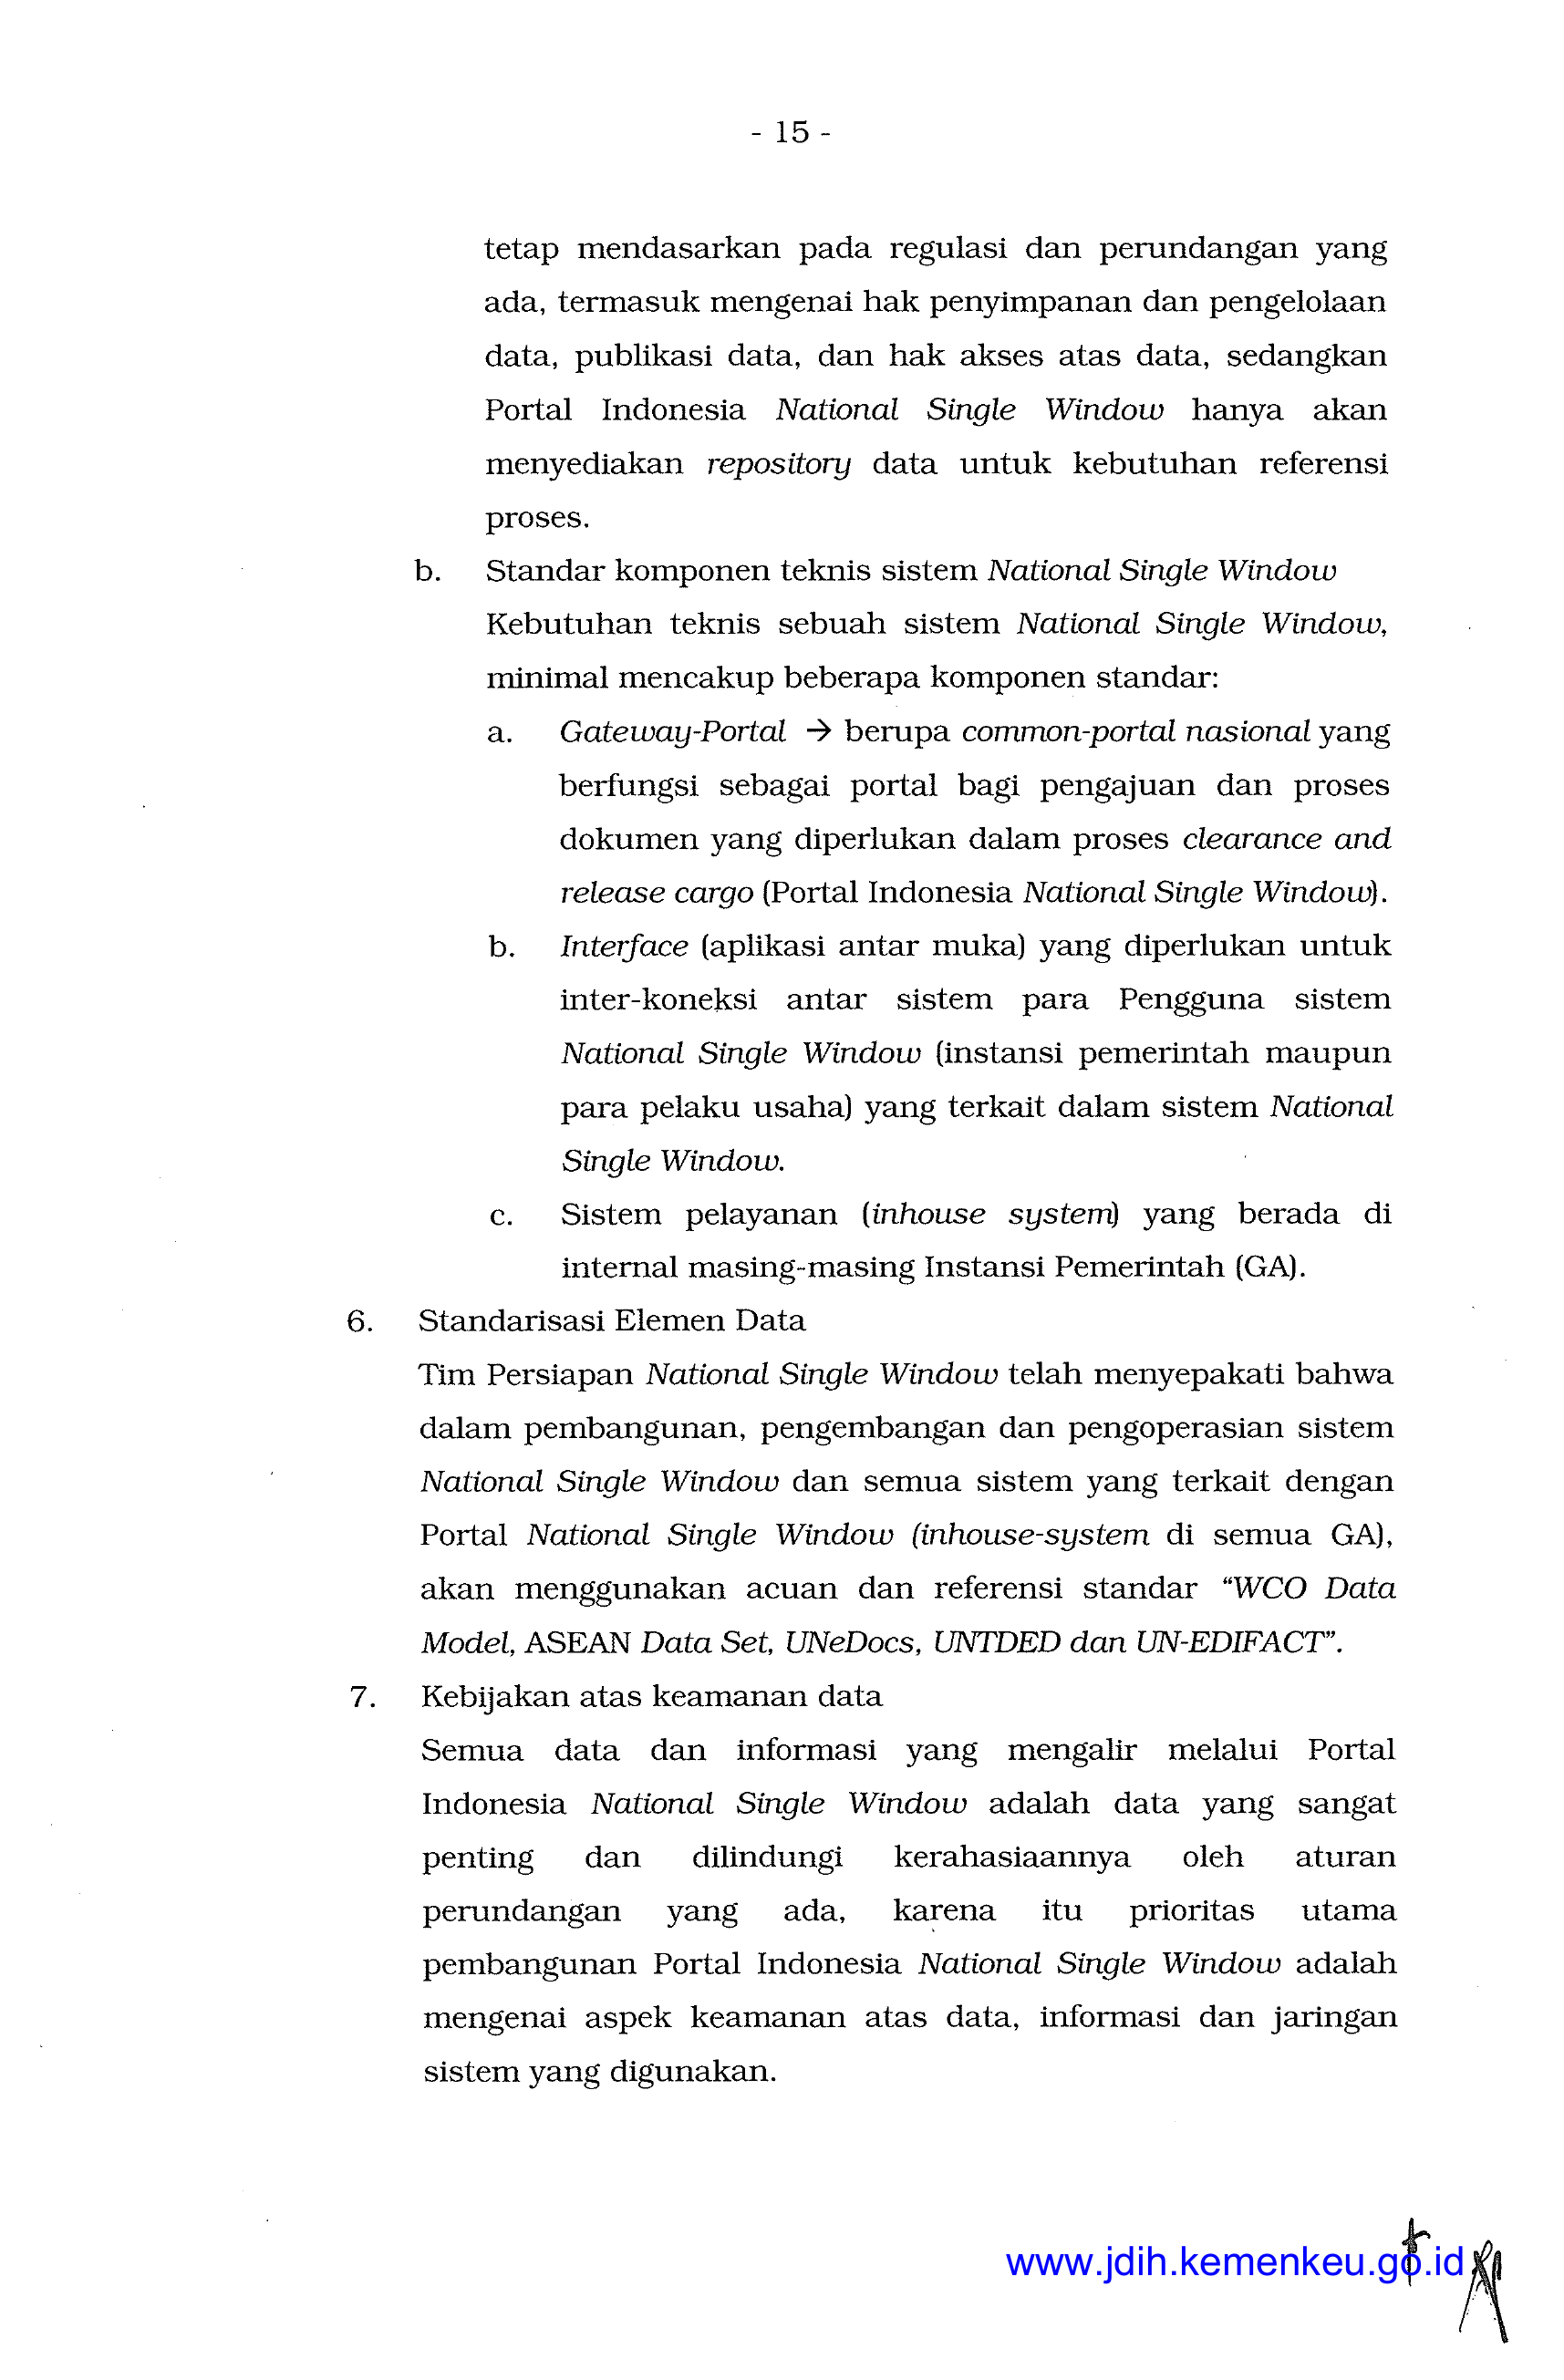 - 15 -
tetap mendasarkan pada regulasi dan perundangan yang
ada, termasuk mengenai hak penyimpanan dan pengelolaan
data, publikasi data, dan hak akses atas data, sedangkan
Portal Indonesia National Single Window hanya akan
menyediakan repository data untuk kebutuhan referensi
proses.
b. Standar komponen teknis sistem National Single Window
Kebutuhan teknis sebuah sistem National Single Window,
minimal mencakup beberapa komponen standar:
a. Gateway-Portal → berupa common-portal nasional yang
berfungsi sebagai portal bagi pengajuan dan proses
dokumen yang diperlukan dalam proses clearance and
release cargo (Portal Indonesia National Single Window).
b. Interface (aplikasi antar muka) yang diperlukan untuk
inter-koneksi antar sistem para Pengguna sistem
National Single Window (instansi pemerintah maupun
para pelaku usaha) yang terkait dalam sistem National
Single Window.
c. Sistem pelayanan (inhouse system) yang berada di
internal masing-masing Instansi Pemerintah (GA).
6. Standarisasi Elemen Data
Tim Persiapan National Single Window telah menyepakati bahwa
dalam pembangunan, pengembangan dan pengoperasian sistem
National Single Window dan semua sistem yang terkait dengan
Portal National Single Window (inhouse-system di semua GA),
akan menggunakan acuan dan referensi standar “WCO Data
Model, ASEAN Data Set, UNeDocs, UNTDED dan UN-EDIFACT”.
7. Kebijakan atas keamanan data
Semua data dan informasi yang mengalir melalui Portal
Indonesia National Single Window adalah data yang sangat
penting dan dilindungi kerahasiaannya oleh aturan
perundangan yang ada, karena itu prioritas utama
pembangunan Portal Indonesia National Single Window adalah
mengenai aspek keamanan atas data, informasi dan jaringan
sistem yang digunakan.
www.jdih.kemenkeu.go.id